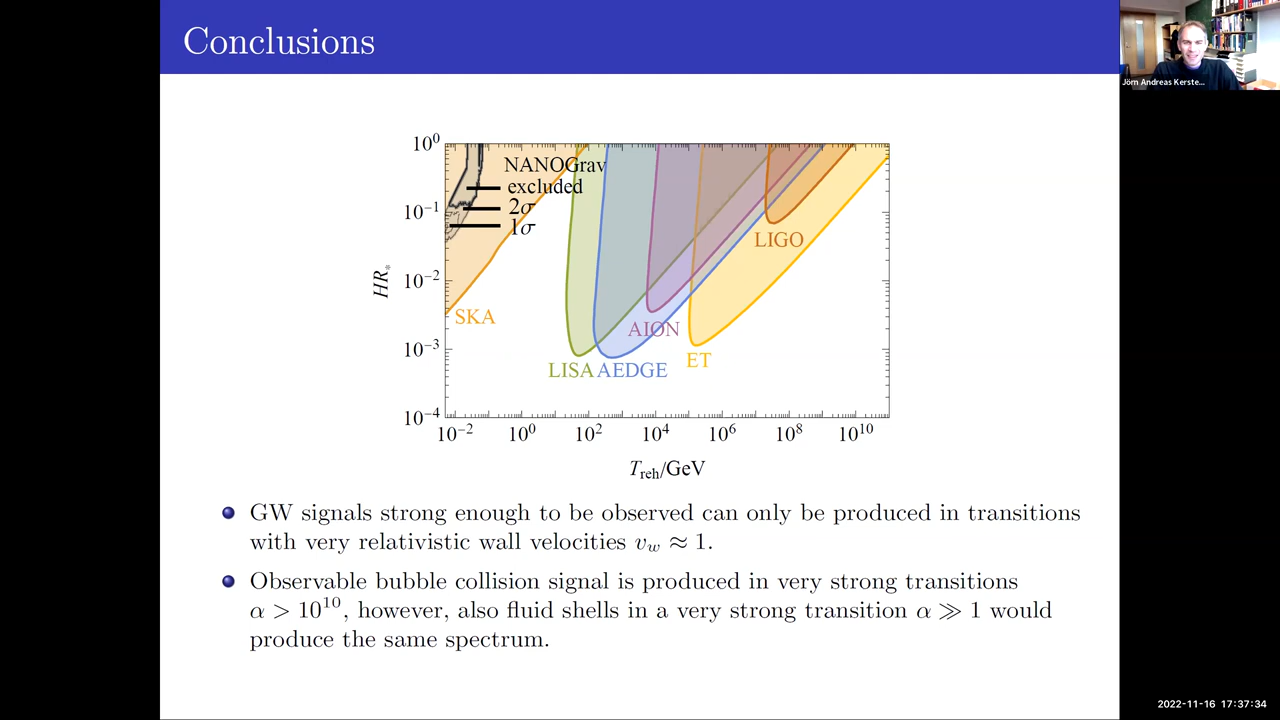 Conclusions
Jörn Andreas Kerste...
10⁰
10⁻¹
10⁻²
10⁻³
10⁻⁴
HR*
NANOGrav
excluded
2σ
1σ
SKA
LISA
AEDGE
AION
ET
LIGO
10⁻² 10⁰ 10² 10⁴ 10⁶ 10⁸ 10¹⁰
T_reh/GeV
GW signals strong enough to be observed can only be produced in transitions
with very relativistic wall velocities v_w ≈ 1.
Observable bubble collision signal is produced in very strong transitions
α > 10¹⁰, however, also fluid shells in a very strong transition α ≫ 1 would
produce the same spectrum.
2022-11-16 17:37:34